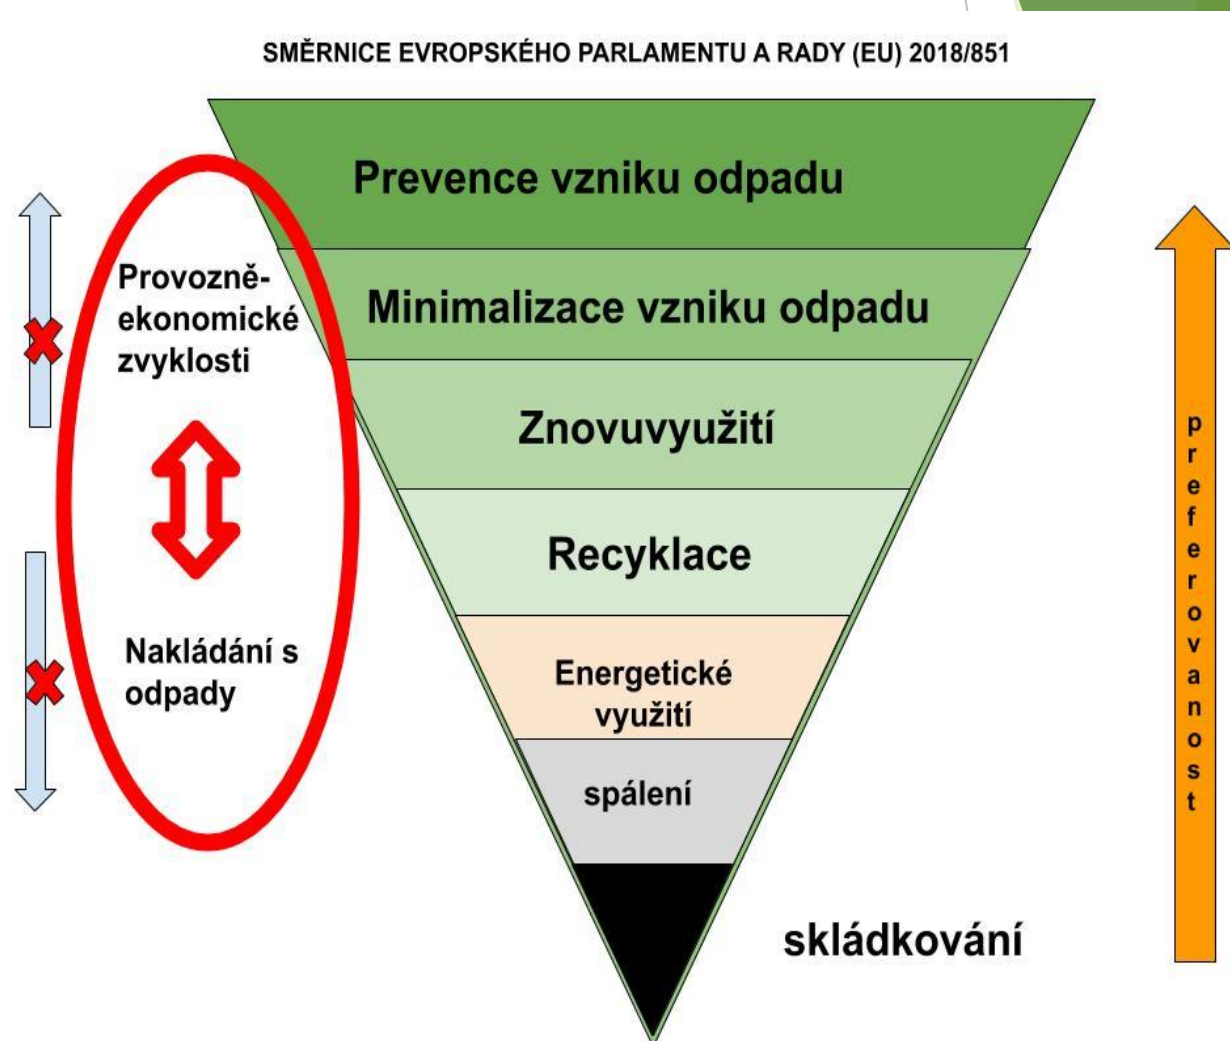 SMĚRNICE EVROPSKÉHO PARLAMENTU A RADY (EU) 2018/851
Prevence vzniku odpadu
Minimalizace vzniku odpadu
Znovuvyužití
Recyklace
Energetické
využití
spálení
skládkování
Provozně-
ekonomické
zvyklosti
Nakládání s
odpady
preferovanost